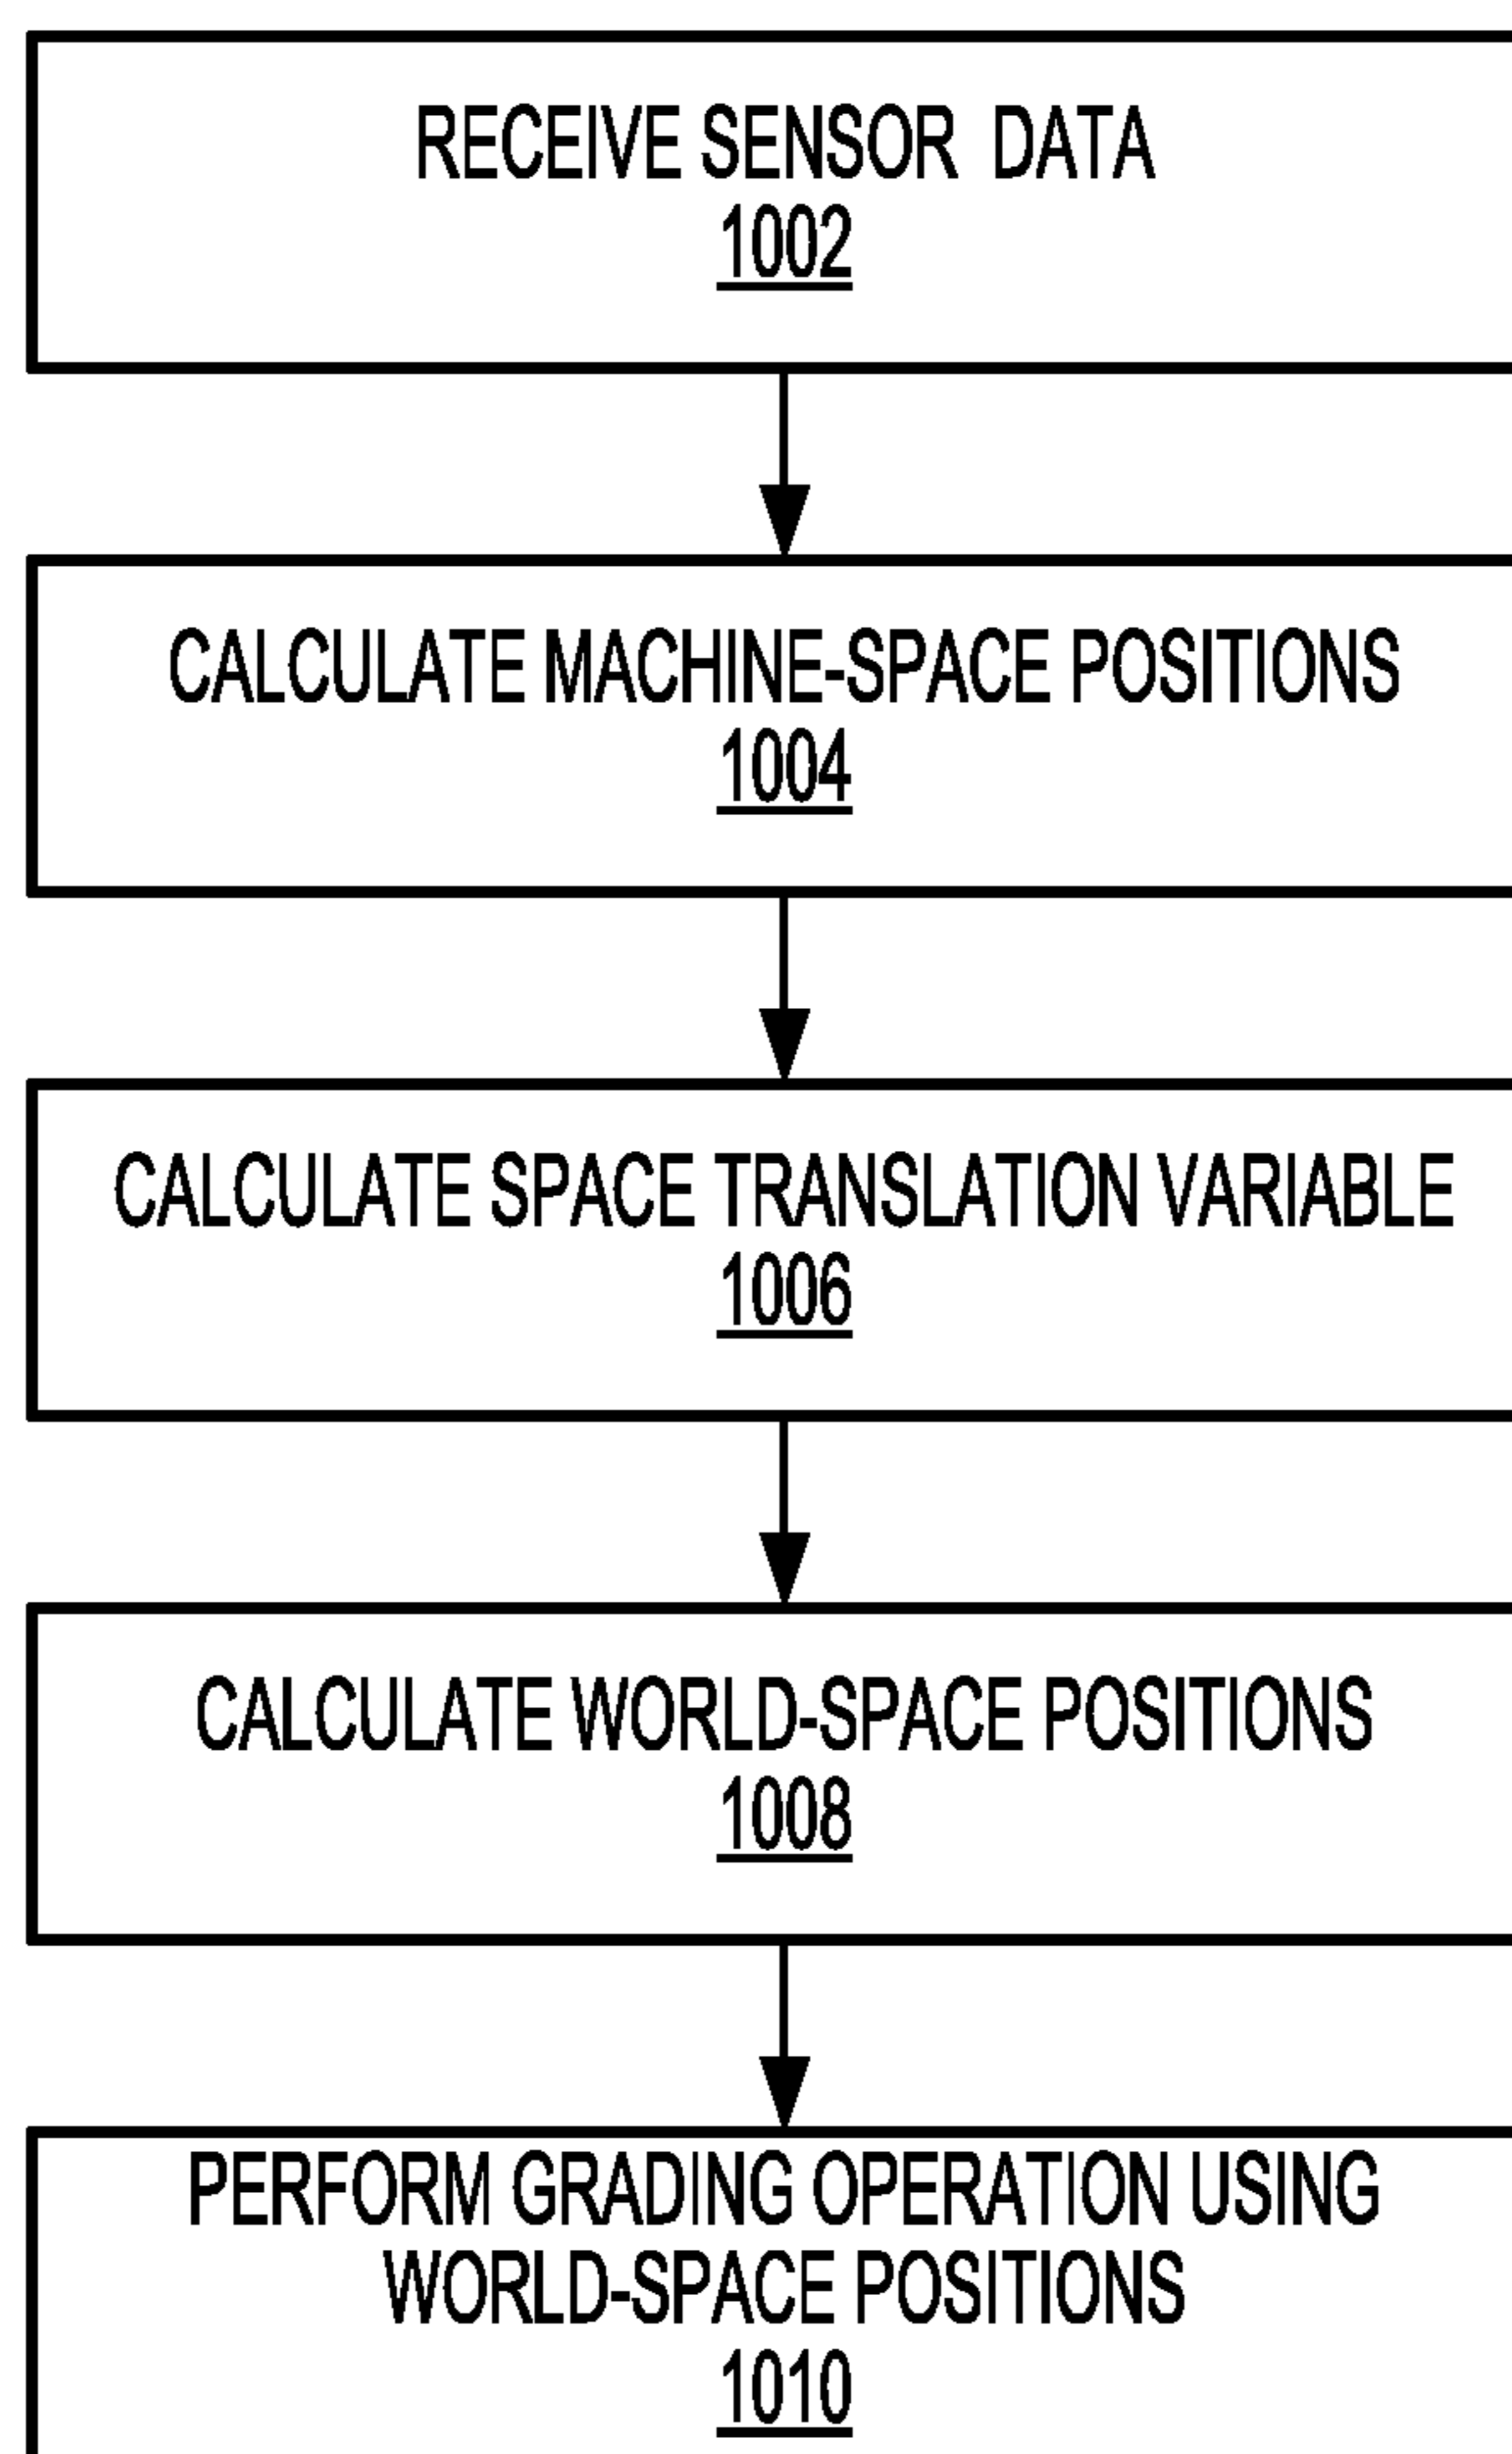 RECEIVE SENSOR DATA
1002
CALCULATE MACHINE-SPACE POSITIONS
1004
CALCULATE SPACE TRANSLATION VARIABLE
1006
CALCULATE WORLD-SPACE POSITIONS
1008
PERFORM GRADING OPERATION USING
WORLD-SPACE POSITIONS
1010